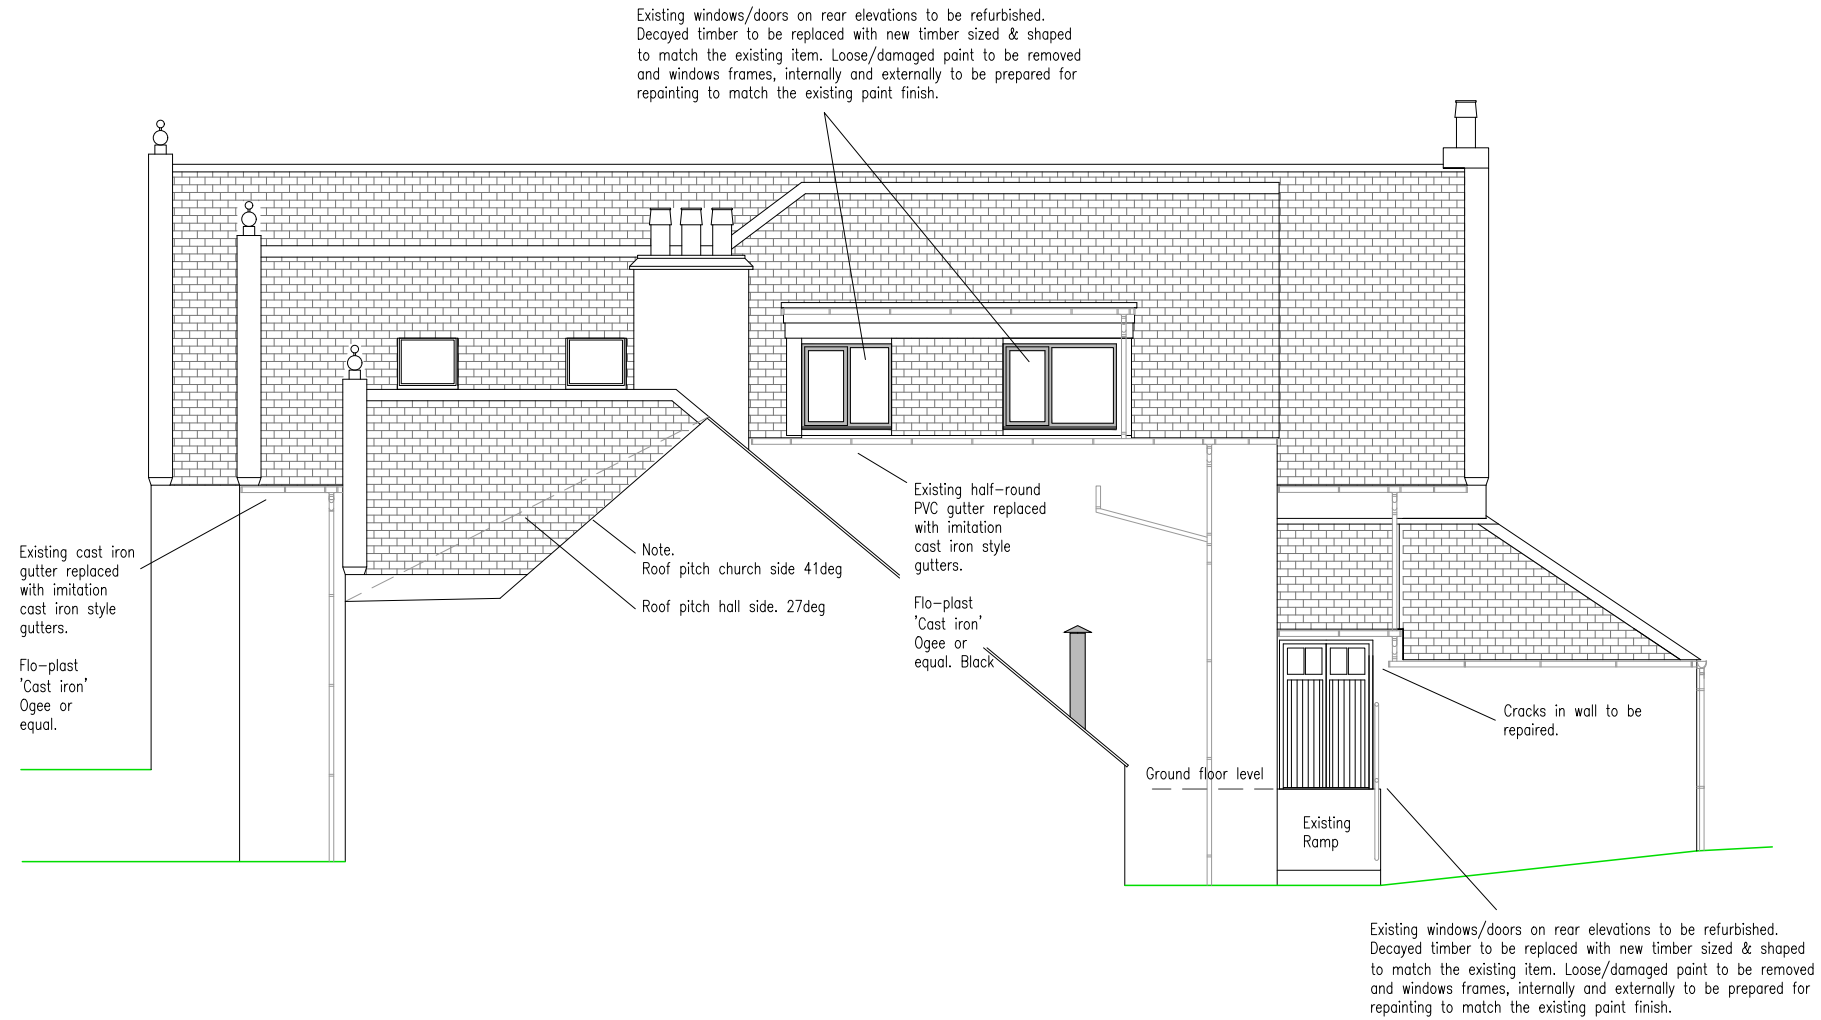 Existing windows/doors on rear elevations to be refurbished.
Decayed timber to be replaced with new timber sized & shaped
to match the existing item. Loose/damaged paint to be removed
and windows frames, internally and externally to be prepared for
repainting to match the existing paint finish.
Existing cast iron
gutter replaced
with imitation
cast iron style
gutters.
Flo-plast
'Cast iron'
Ogee or
equal.
Note.
Roof pitch church side 41deg
Roof pitch hall side. 27deg
Existing half-round
PVC gutter replaced
with imitation
cast iron style
gutters.
Flo-plast
'Cast iron'
Ogee or
equal. Black
Cracks in wall to be
repaired.
Ground floor level
Existing
Ramp
Existing windows/doors on rear elevations to be refurbished.
Decayed timber to be replaced with new timber sized & shaped
to match the existing item. Loose/damaged paint to be removed
and windows frames, internally and externally to be prepared for
repainting to match the existing paint finish.